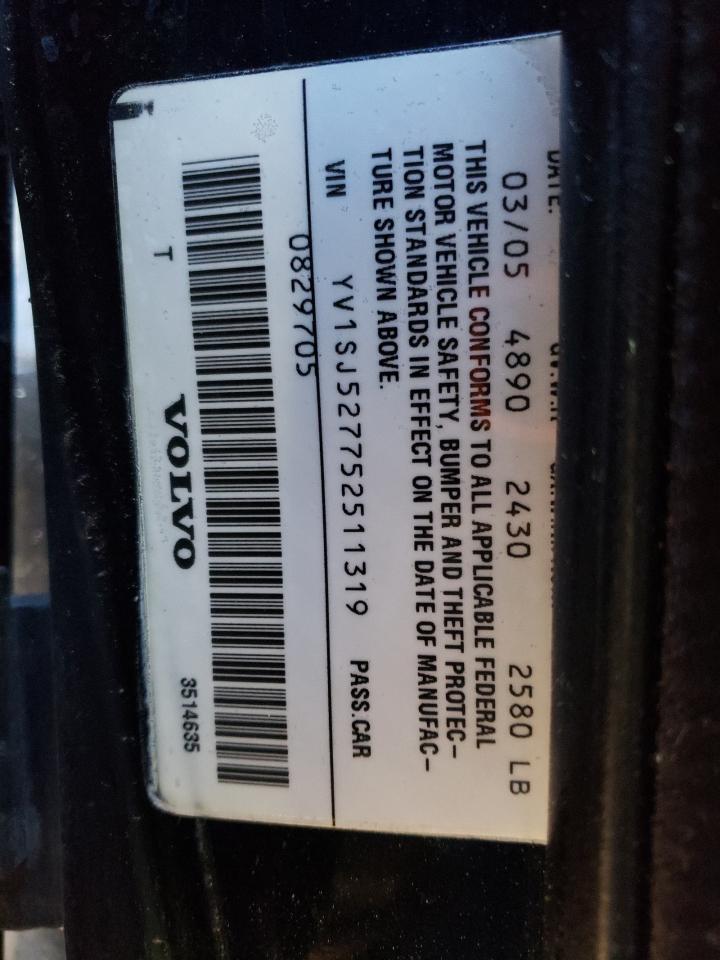 DATE: G.V.W.R
03/05 4890 2430 2580 LB
THIS VEHICLE CONFORMS TO ALL APPLICABLE FEDERAL
MOTOR VEHICLE SAFETY, BUMPER AND THEFT PROTEC-
TION STANDARDS IN EFFECT ON THE DATE OF MANUFAC-
TURE SHOWN ABOVE.
VIN YV1SJ527752511319 PASS.CAR
0829705
T VOLVO 3514635